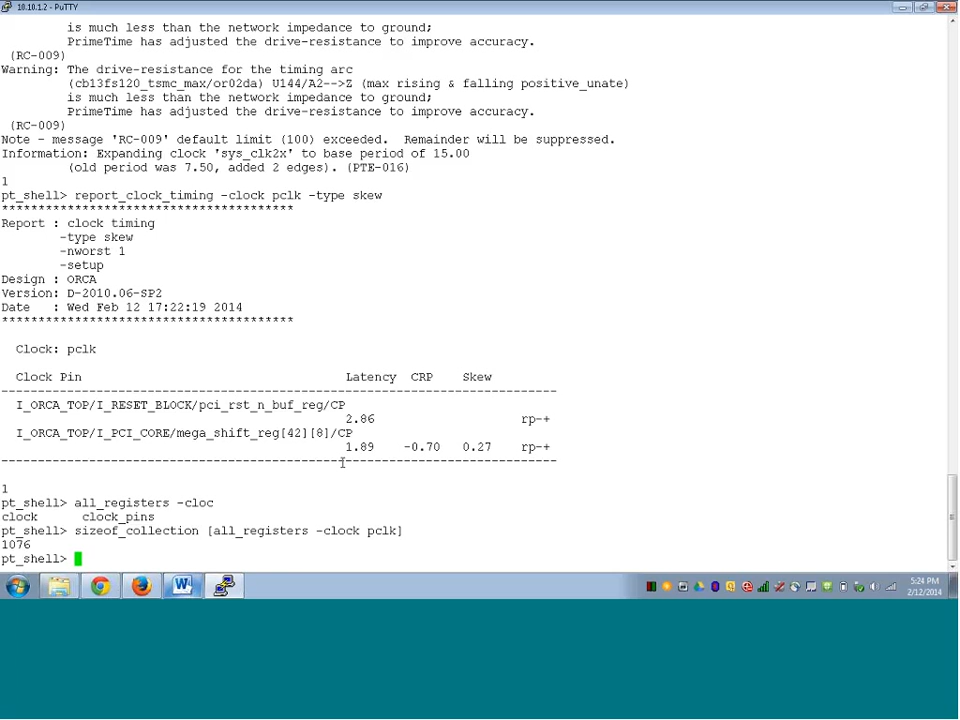 10.10.1.2 - PuTTY
is much less than the network impedance to ground;
PrimeTime has adjusted the drive-resistance to improve accuracy.
(RC-009)
Warning: The drive-resistance for the timing arc
(cb13fs120_tsmc_max/or02da) U144/A2-->Z (max rising & falling positive_unate)
is much less than the network impedance to ground;
PrimeTime has adjusted the drive-resistance to improve accuracy.
(RC-009)
Note - message 'RC-009' default limit (100) exceeded.  Remainder will be suppressed.
Information: Expanding clock 'sys_clk2x' to base period of 15.00
(old period was 7.50, added 2 edges). (PTE-016)
1
pt_shell> report_clock_timing -clock pclk -type skew
****************************************
Report : clock timing
-type skew
-nworst 1
-setup
Design : ORCA
Version: D-2010.06-SP2
Date   : Wed Feb 12 17:22:19 2014
****************************************
Clock: pclk
Clock Pin Latency CRP Skew
----------------------------------------------------------------------------
I_ORCA_TOP/I_RESET_BLOCK/pci_rst_n_buf_reg/CP
2.86 rp-+
I_ORCA_TOP/I_PCI_CORE/mega_shift_reg[42][8]/CP
1.89 -0.70 0.27 rp-+
----------------------------------------------------------------------------
1
pt_shell> all_registers -cloc
clock clock_pins
pt_shell> sizeof_collection [all_registers -clock pclk]
1076
pt_shell>
5:24 PM
2/12/2014